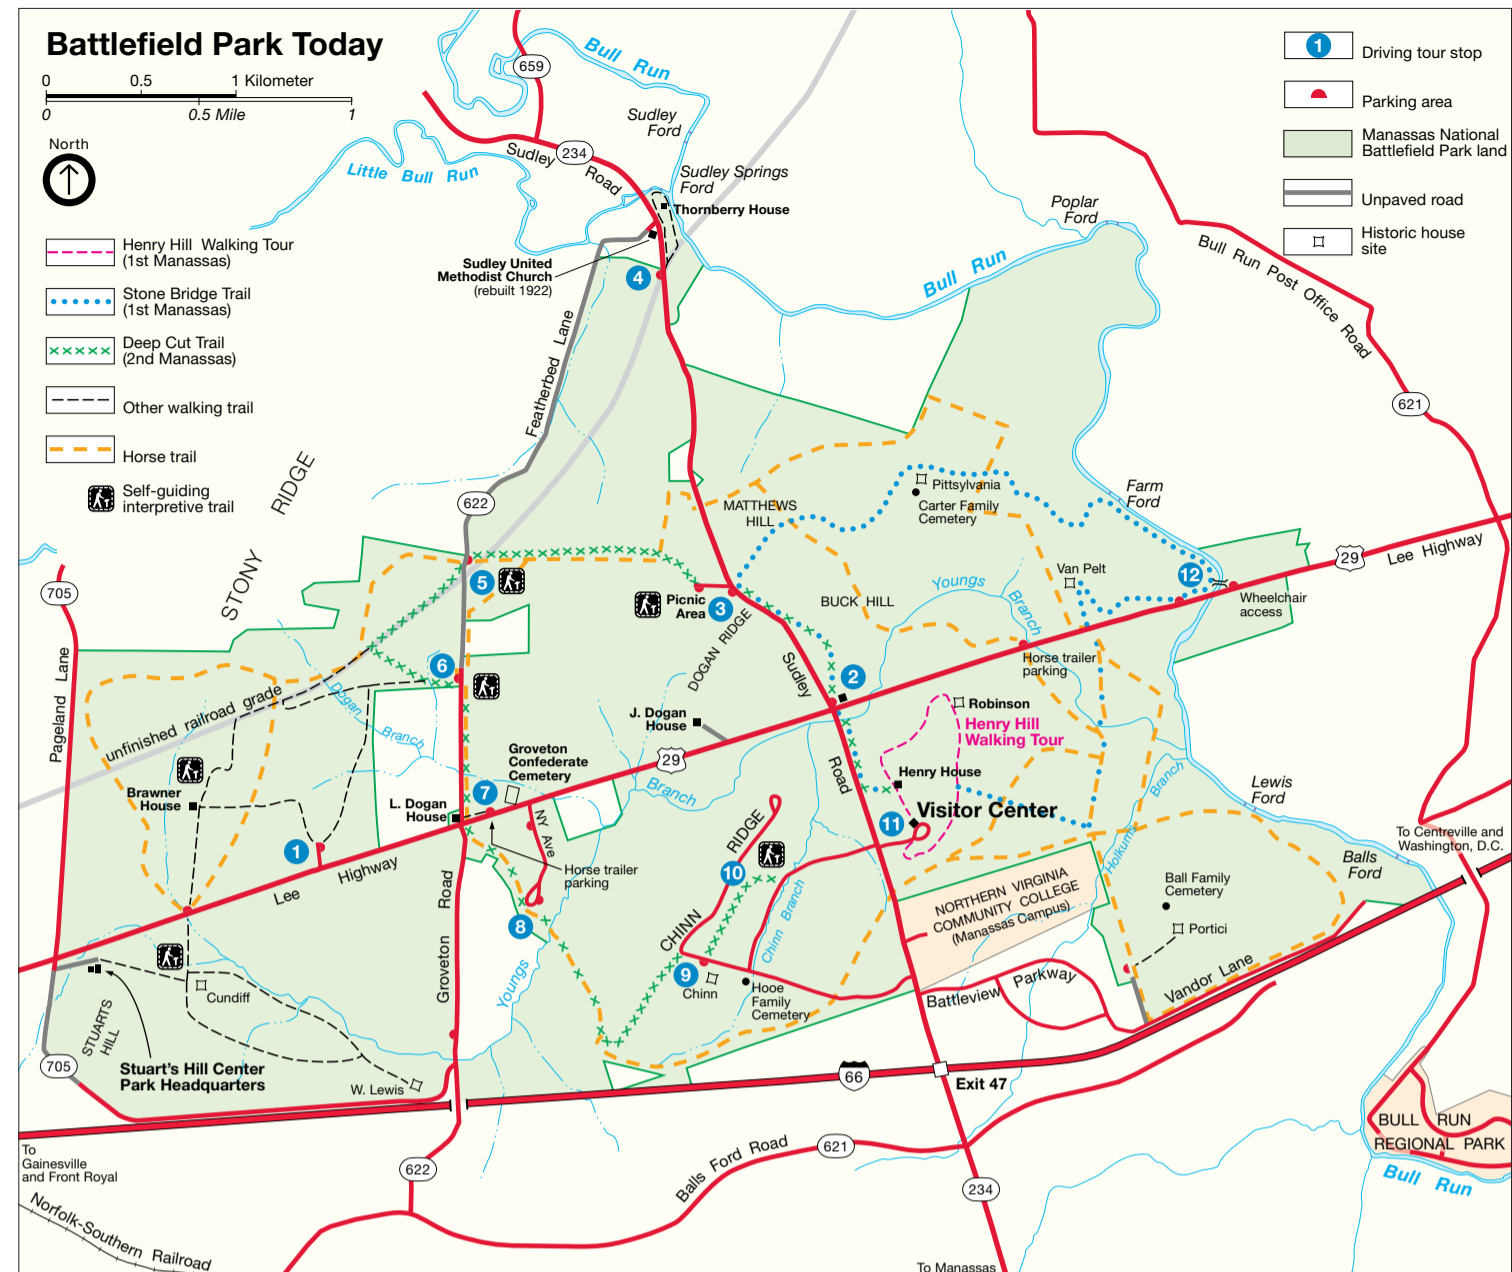 Battlefield Park Today
0 0.5 1 Kilometer
0 0.5 Mile 1
North
Henry Hill Walking Tour
(1st Manassas)
Stone Bridge Trail
(1st Manassas)
Deep Cut Trail
(2nd Manassas)
Other walking trail
Horse trail
Self-guiding
interpretive trail
1
Driving tour stop
Parking area
Manassas National
Battlefield Park land
Unpaved road
Historic house
site
659
Bull Run
Sudley
Ford
Sudley
Road
234
Little Bull Run
Sudley Springs
Ford
Thornberry House
Sudley United
Methodist Church
(rebuilt 1922)
4
Poplar
Ford
Bull Run
Bull Run Post Office Road
621
Featherbed Lane
STONY RIDGE
622
MATTHEWS
HILL
Pittsylvania
Carter Family
Cemetery
Farm
Ford
29
Lee Highway
705
5
Picnic
Area
3
BUCK HILL
Youngs
Branch
Van Pelt
12
Wheelchair
access
DOGAN RIDGE
Sudley
Road
Horse trailer
parking
6
2
Pageland Lane
unfinished railroad grade
Dogan
Branch
J. Dogan
House
29
Robinson
Henry Hill
Walking Tour
Groveton
Confederate
Cemetery
Brawner
House
L. Dogan
House
7
NY Ave
Branch
Henry House
Visitor Center
11
Holkums
Branch
Lewis
Ford
To Centreville and
Washington, D.C.
1
Lee Highway
Horse trailer
parking
CHINN RIDGE
10
Balls
Ford
Chinn Branch
NORTHERN VIRGINIA
COMMUNITY COLLEGE
(Manassas Campus)
Ball Family
Cemetery
Portici
Groveton Road
8
Youngs
9
Chinn
Hooe
Family
Cemetery
Battleview Parkway
Vandor Lane
Cundiff
STUARTS
HILL
Stuart's Hill Center
Park Headquarters
705
W. Lewis
66
Exit 47
BULL RUN
REGIONAL PARK
Bull Run
To
Gainesville
and Front Royal
622
Balls Ford Road
621
234
Norfolk-Southern Railroad
To Manassas